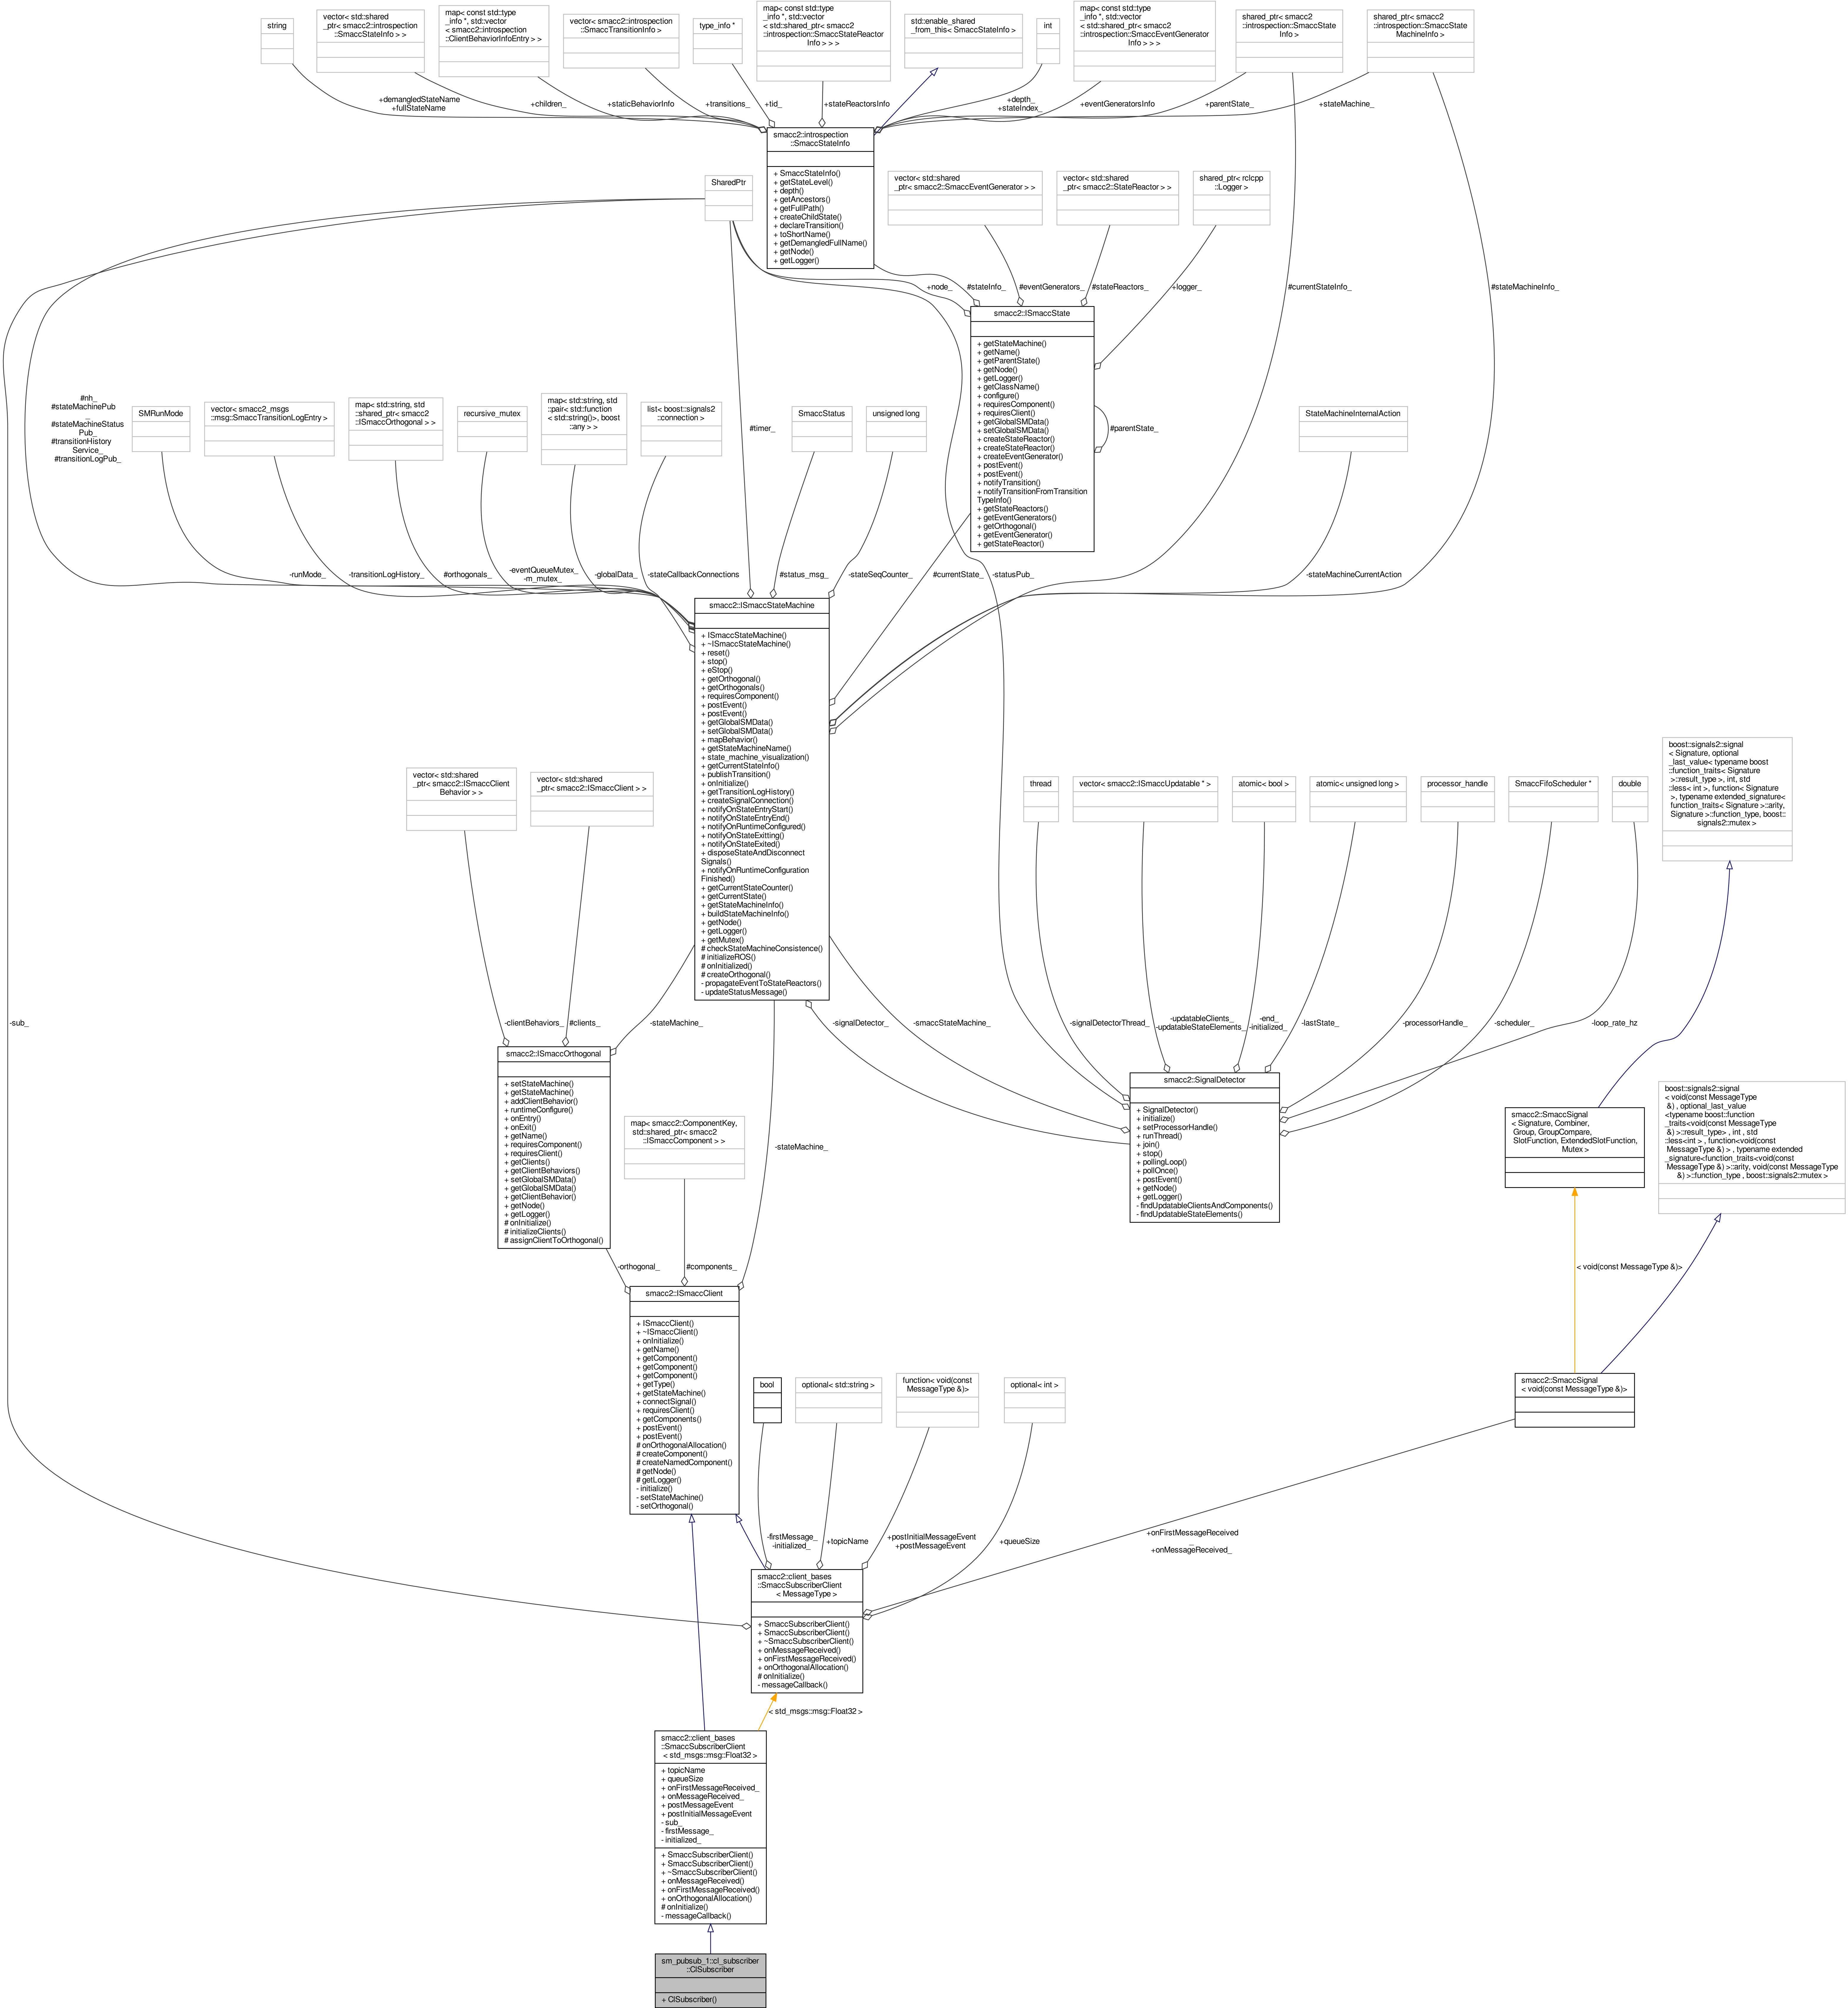 string
vector< std::shared
_ptr< smacc2::introspection
::SmaccStateInfo > >
map< const std::type
_info *, std::vector
< smacc2::introspection
::ClientBehaviorInfoEntry > >
vector< smacc2::introspection
::SmaccTransitionInfo >
type_info *
map< const std::type
_info *, std::vector
< std::shared_ptr< smacc2
::introspection::StateReactor
Info > > >
std::enable_shared
_from_this< SmaccStateInfo >
int
map< const std::type
_info *, std::vector
< std::shared_ptr< smacc2
::introspection::SmaccEventGenerator
Info > > >
shared_ptr< smacc2
::introspection::SmaccState
Info >
shared_ptr< smacc2
::introspection::SmaccState
MachineInfo >
+demangledStateName
+fullStateName
+children_
+staticBehaviorInfo
+transitions_
+tid_
+stateReactorsInfo
+depth_
+stateIndex_
+eventGeneratorsInfo
+parentState_
+stateMachine_
smacc2::introspection
::SmaccStateInfo
+ SmaccStateInfo()
+ getStateLevel()
+ depth()
+ getAncestors()
+ getFullPath()
+ createChildState()
+ declareTransition()
+ toShortName()
+ getDemangledFullName()
+ getNode()
+ getLogger()
SharedPtr
vector< std::shared
_ptr< smacc2::SmaccEventGenerator > >
vector< std::shared
_ptr< smacc2::StateReactor > >
shared_ptr< rclcpp
::Logger >
+node_
#stateInfo_
#eventGenerators_
#stateReactors_
+logger_
#currentStateInfo_
#stateMachineInfo_
smacc2::ISmaccState
+ getStateMachine()
+ getName()
+ getParentState()
+ getNode()
+ getLogger()
+ getClassName()
+ configure()
+ requiresComponent()
+ requiresClient()
+ getGlobalSMData()
+ setGlobalSMData()
+ createStateReactor()
+ createStateReactor()
+ createEventGenerator()
+ postEvent()
+ postEvent()
+ notifyTransition()
+ notifyTransitionFromTransition
TypeInfo()
+ getStateReactors()
+ getEventGenerators()
+ getOrthogonal()
+ getEventGenerator()
+ getStateReactor()
#parentState_
#nh_
#stateMachinePub
_
#stateMachineStatus
Pub_
#transitionHistory
Service_
#transitionLogPub_
SMRunMode
vector< smacc2_msgs
::msg::SmaccTransitionLogEntry >
map< std::string, std
::shared_ptr< smacc2
::ISmaccOrthogonal > >
recursive_mutex
map< std::string, std
::pair< std::function
< std::string()>, boost
::any > >
list< boost::signals2
::connection >
#timer_
SmaccStatus
unsigned long
StateMachineInternalAction
-runMode_
-transitionLogHistory_
#orthogonals_
-eventQueueMutex_
-m_mutex_
-globalData_
-stateCallbackConnections
#status_msg_
-stateSeqCounter_
#currentState_
-statusPub_
-stateMachineCurrentAction
smacc2::ISmaccStateMachine
+ ISmaccStateMachine()
+ ~ISmaccStateMachine()
+ reset()
+ stop()
+ eStop()
+ getOrthogonal()
+ getOrthogonals()
+ requiresComponent()
+ postEvent()
+ postEvent()
+ getGlobalSMData()
+ setGlobalSMData()
+ mapBehavior()
+ getStateMachineName()
+ state_machine_visualization()
+ getCurrentStateInfo()
+ publishTransition()
+ onInitialize()
+ getTransitionLogHistory()
+ createSignalConnection()
+ notifyOnStateEntryStart()
+ notifyOnStateEntryEnd()
+ notifyOnRuntimeConfigured()
+ notifyOnStateExitting()
+ notifyOnStateExited()
+ disposeStateAndDisconnect
Signals()
+ notifyOnRuntimeConfiguration
Finished()
+ getCurrentStateCounter()
+ getCurrentState()
+ getStateMachineInfo()
+ buildStateMachineInfo()
+ getNode()
+ getLogger()
+ getMutex()
# checkStateMachineConsistence()
# initializeROS()
# onInitialized()
# createOrthogonal()
- propagateEventToStateReactors()
- updateStatusMessage()
vector< std::shared
_ptr< smacc2::ISmaccClient
Behavior > >
vector< std::shared
_ptr< smacc2::ISmaccClient > >
thread
vector< smacc2::ISmaccUpdatable * >
atomic< bool >
atomic< unsigned long >
processor_handle
SmaccFifoScheduler *
double
boost::signals2::signal
< Signature, optional
_last_value< typename boost
::function_traits< Signature
>::result_type >, int, std
::less< int >, function< Signature
>, typename extended_signature<
function_traits< Signature >::arity,
Signature >::function_type, boost::
signals2::mutex >
-sub_
-clientBehaviors_
#clients_
-stateMachine_
-signalDetector_
-smaccStateMachine_
-signalDetectorThread_
-updatableClients_
-updatableStateElements_
-end_
-initialized_
-lastState_
-processorHandle_
-scheduler_
-loop_rate_hz
smacc2::ISmaccOrthogonal
+ setStateMachine()
+ getStateMachine()
+ addClientBehavior()
+ runtimeConfigure()
+ onEntry()
+ onExit()
+ getName()
+ requiresComponent()
+ requiresClient()
+ getClients()
+ getClientBehaviors()
+ setGlobalSMData()
+ getGlobalSMData()
+ getClientBehavior()
+ getNode()
+ getLogger()
# onInitialize()
# initializeClients()
# assignClientToOrthogonal()
smacc2::SignalDetector
+ SignalDetector()
+ initialize()
+ setProcessorHandle()
+ runThread()
+ join()
+ stop()
+ pollingLoop()
+ pollOnce()
+ postEvent()
+ getNode()
+ getLogger()
- findUpdatableClientsAndComponents()
- findUpdatableStateElements()
smacc2::SmaccSignal
< Signature, Combiner,
Group, GroupCompare,
SlotFunction, ExtendedSlotFunction,
Mutex >
boost::signals2::signal
< void(const MessageType
&) , optional_last_value
<typename boost::function
_traits<void(const MessageType
&) >::result_type> , int , std
::less<int > , function<void(const
MessageType &) > , typename extended
_signature<function_traits<void(const
MessageType &) >::arity, void(const MessageType
&) >::function_type , boost::signals2::mutex >
map< smacc2::ComponentKey,
std::shared_ptr< smacc2
::ISmaccComponent > >
-stateMachine_
-orthogonal_
#components_
< void(const MessageType &)>
smacc2::ISmaccClient
+ ISmaccClient()
+ ~ISmaccClient()
+ onInitialize()
+ getName()
+ getComponent()
+ getComponent()
+ getComponent()
+ getType()
+ getStateMachine()
+ connectSignal()
+ requiresClient()
+ getComponents()
+ postEvent()
+ postEvent()
# onOrthogonalAllocation()
# createComponent()
# createNamedComponent()
# getNode()
# getLogger()
- initialize()
- setStateMachine()
- setOrthogonal()
bool
optional< std::string >
function< void(const
MessageType &)>
optional< int >
smacc2::SmaccSignal
< void(const MessageType &)>
-firstMessage_
-initialized_
+topicName
+postInitialMessageEvent
+postMessageEvent
+queueSize
+onFirstMessageReceived
_
+onMessageReceived_
smacc2::client_bases
::SmaccSubscriberClient
< MessageType >
+ SmaccSubscriberClient()
+ SmaccSubscriberClient()
+ ~SmaccSubscriberClient()
+ onMessageReceived()
+ onFirstMessageReceived()
+ onOrthogonalAllocation()
# onInitialize()
- messageCallback()
< std_msgs::msg::Float32 >
smacc2::client_bases
::SmaccSubscriberClient
< std_msgs::msg::Float32 >
+ topicName
+ queueSize
+ onFirstMessageReceived_
+ onMessageReceived_
+ postMessageEvent
+ postInitialMessageEvent
- sub_
- firstMessage_
- initialized_
+ SmaccSubscriberClient()
+ SmaccSubscriberClient()
+ ~SmaccSubscriberClient()
+ onMessageReceived()
+ onFirstMessageReceived()
+ onOrthogonalAllocation()
# onInitialize()
- messageCallback()
sm_pubsub_1::cl_subscriber
::ClSubscriber
+ ClSubscriber()